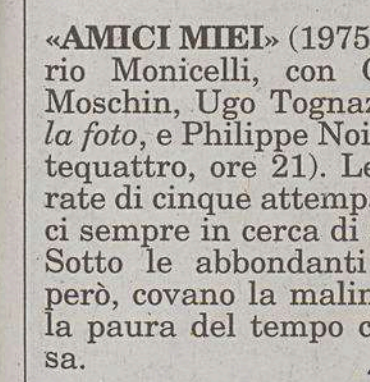 «AMICI MIEI» (1975
rio Monicelli, con
Moschin, Ugo Togna
la foto, e Philippe Noi
tequattro, ore 21). Le
rate di cinque attemp
ci sempre in cerca di
Sotto le abbondanti
però, covano la malin
la paura del tempo c
sa.